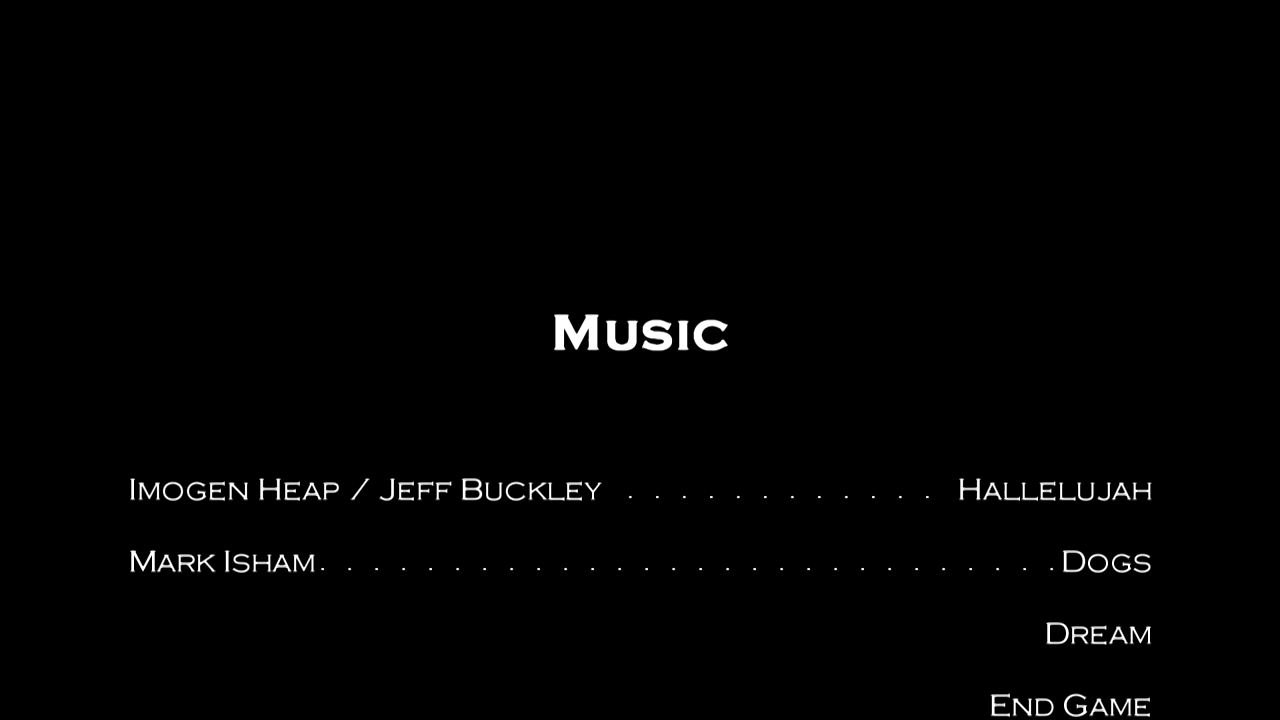 Music
Imogen Heap / Jeff Buckley . . . . . . . . . . . . Hallelujah
Mark Isham . . . . . . . . . . . . . . . . . . . . . . . . . . . . Dogs
Dream
End Game